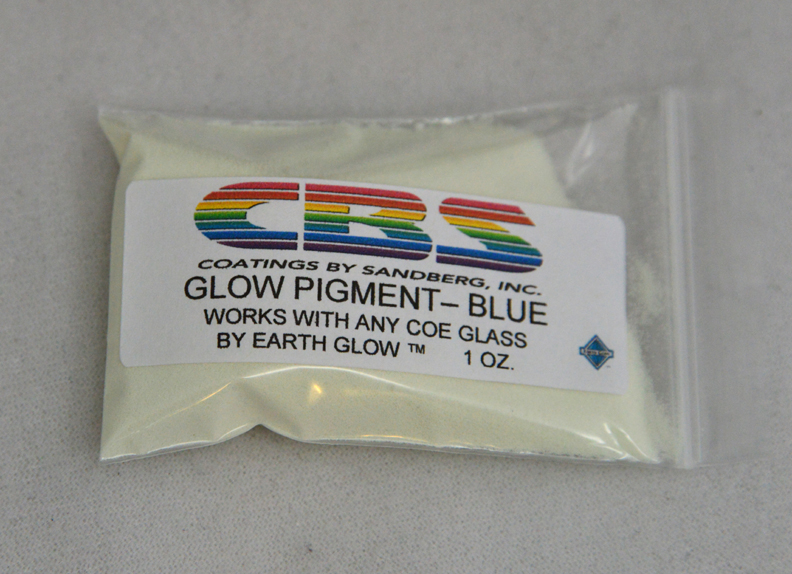 CBS
COATINGS BY SANDBERG, INC.
GLOW PIGMENT– BLUE
WORKS WITH ANY COE GLASS
BY EARTH GLOW ™ 1 OZ.